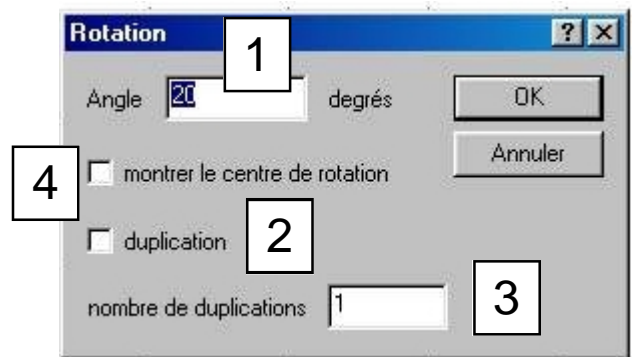 Rotation
1
Angle 20 degrés
OK
4
montrer le centre de rotation
Annuler
duplication
2
nombre de duplications 1
3